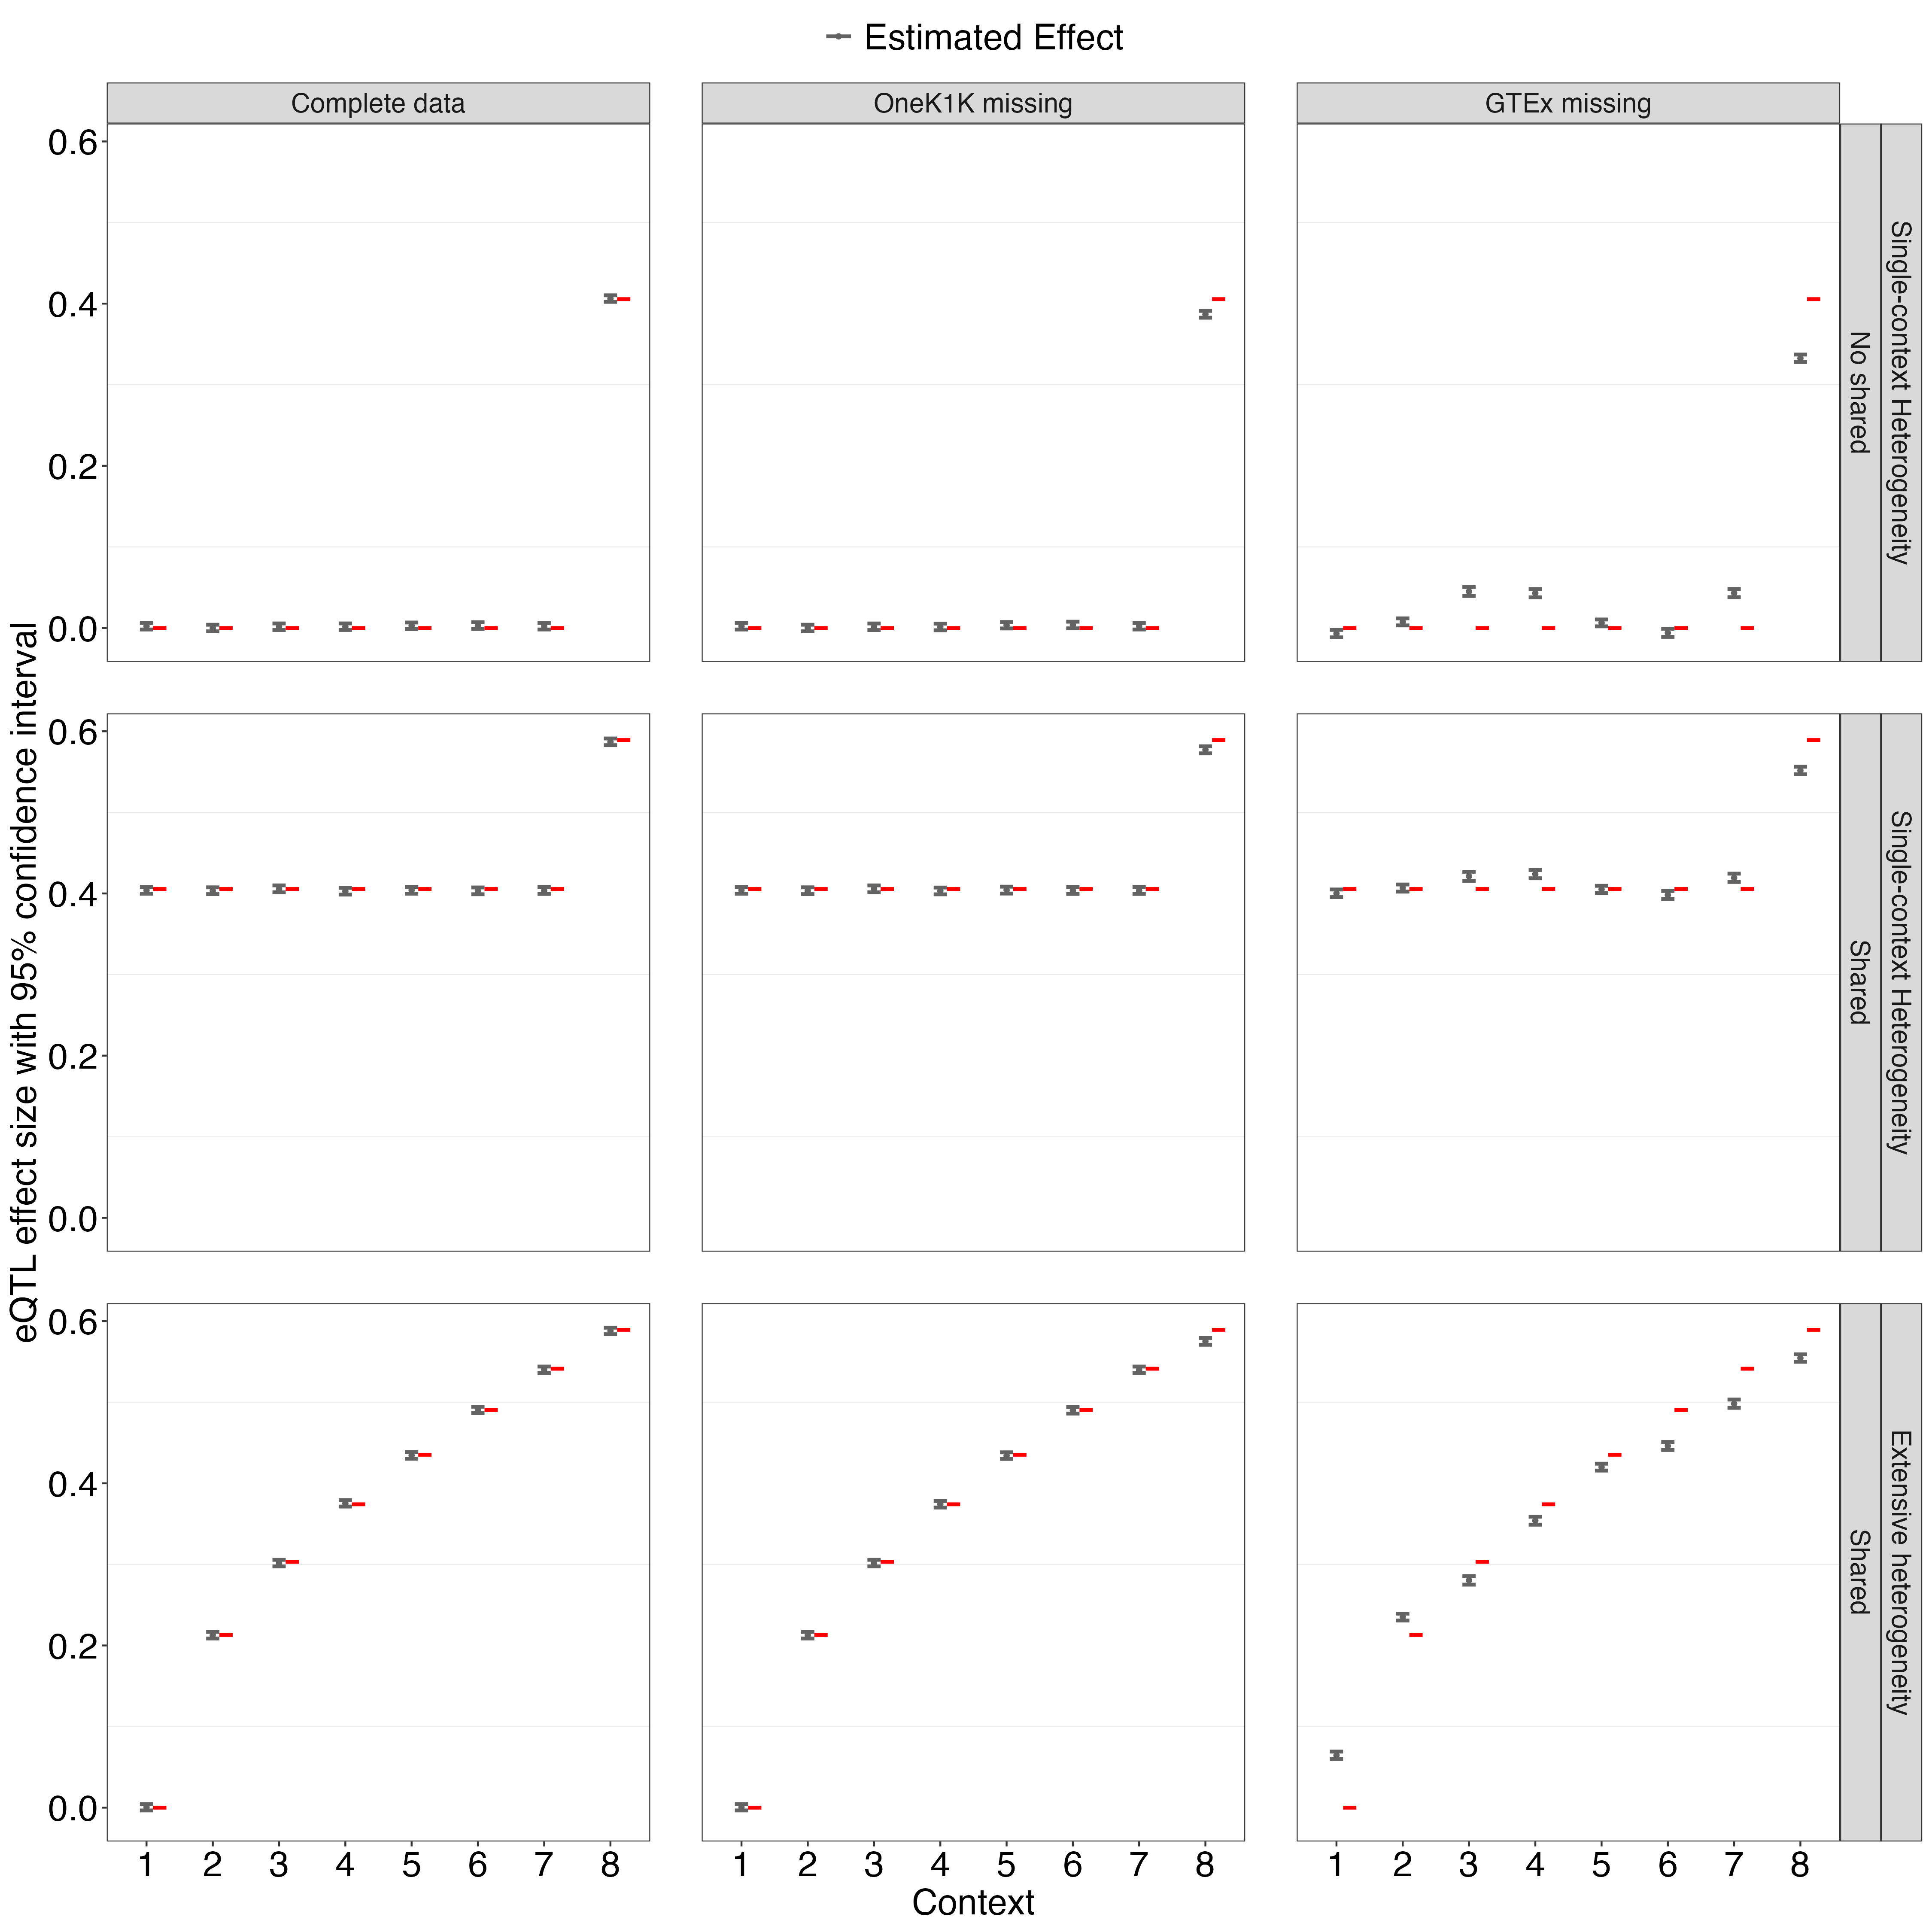 Estimated Effect
Complete data
OneK1K missing
GTEx missing
eQTL effect size with 95% confidence interval
0.6
0.4
0.2
0.0
No shared
Single-context Heterogeneity
0.6
0.4
0.2
0.0
Shared
Single-context Heterogeneity
0.6
0.4
0.2
0.0
Shared
Extensive heterogeneity
1 2 3 4 5 6 7 8
1 2 3 4 5 6 7 8
1 2 3 4 5 6 7 8
Context